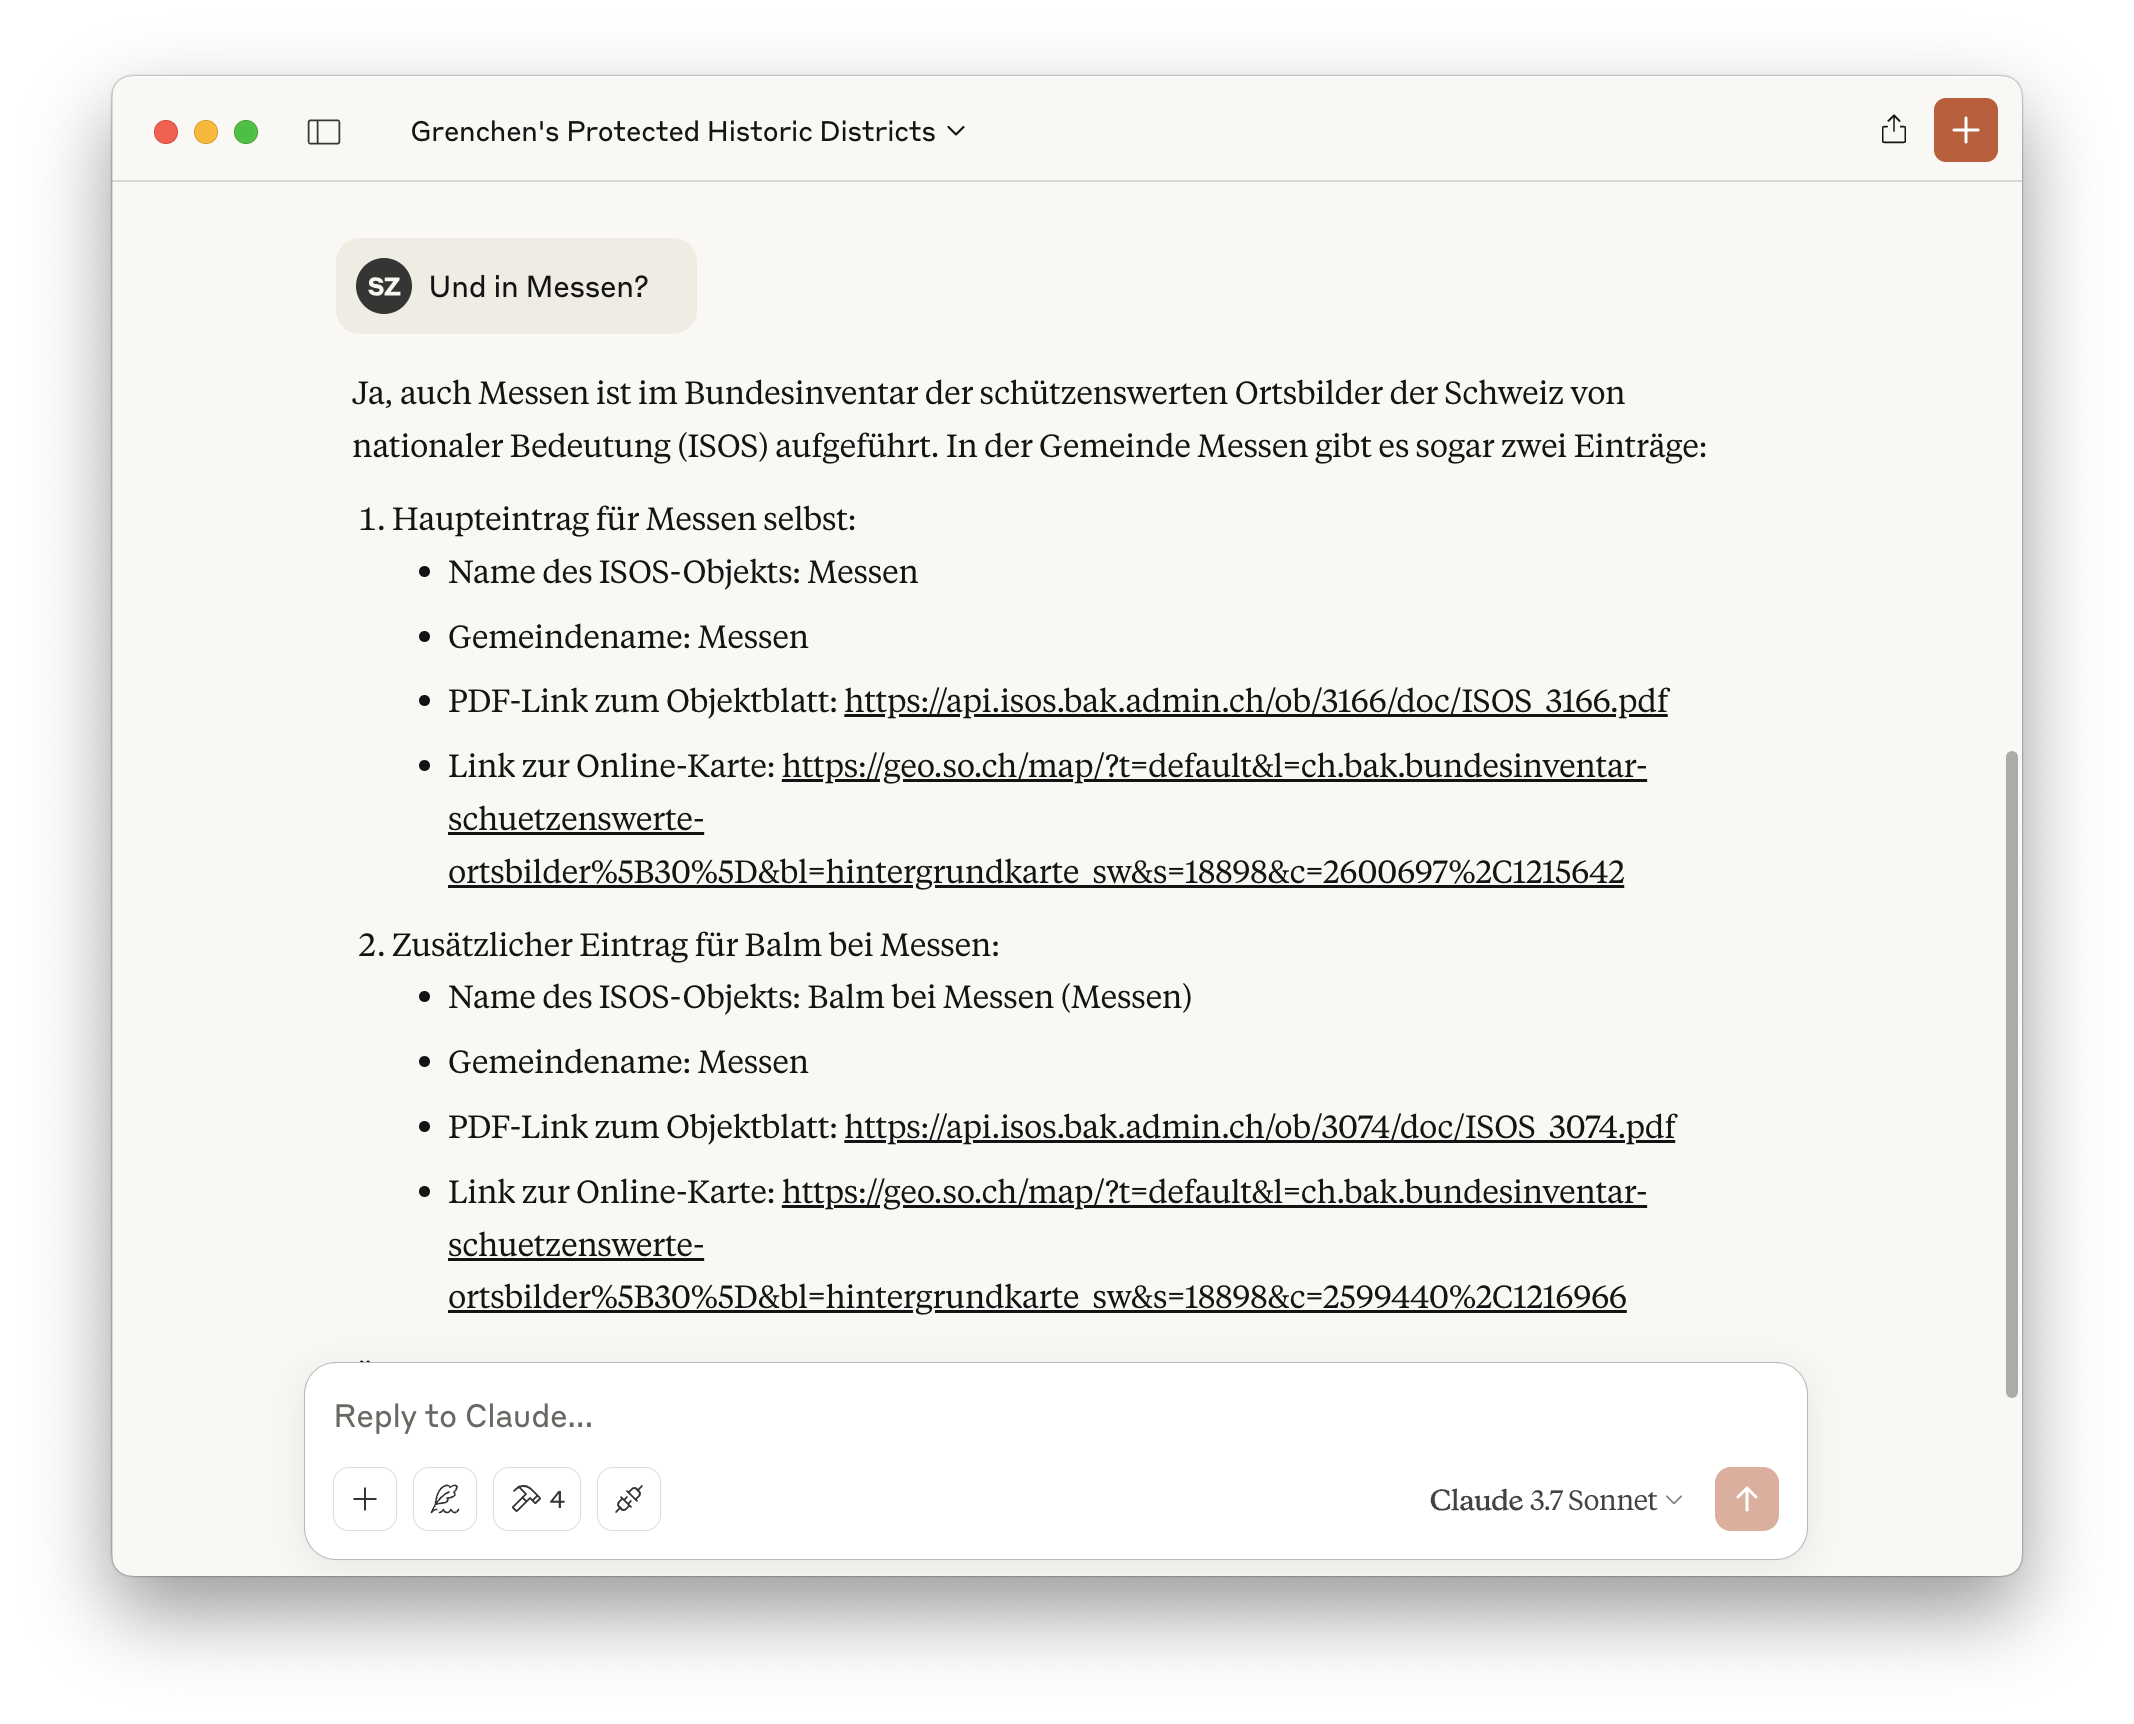 Grenchen's Protected Historic Districts
SZ Und in Messen?
Ja, auch Messen ist im Bundesinventar der schützenswerten Ortsbilder der Schweiz von
nationaler Bedeutung (ISOS) aufgeführt. In der Gemeinde Messen gibt es sogar zwei Einträge:
1. Haupteintrag für Messen selbst:
• Name des ISOS-Objekts: Messen
• Gemeindename: Messen
• PDF-Link zum Objektblatt: https://api.isos.bak.admin.ch/ob/3166/doc/ISOS_3166.pdf
• Link zur Online-Karte: https://geo.so.ch/map/?t=default&l=ch.bak.bundesinventar-
schuetzenswerte-
ortsbilder%5B30%5D&bl=hintergrundkarte_sw&s=18898&c=2600697%2C1215642
2. Zusätzlicher Eintrag für Balm bei Messen:
• Name des ISOS-Objekts: Balm bei Messen (Messen)
• Gemeindename: Messen
• PDF-Link zum Objektblatt: https://api.isos.bak.admin.ch/ob/3074/doc/ISOS_3074.pdf
• Link zur Online-Karte: https://geo.so.ch/map/?t=default&l=ch.bak.bundesinventar-
schuetzenswerte-
ortsbilder%5B30%5D&bl=hintergrundkarte_sw&s=18898&c=2599440%2C1216966
Reply to Claude...
4
Claude 3.7 Sonnet